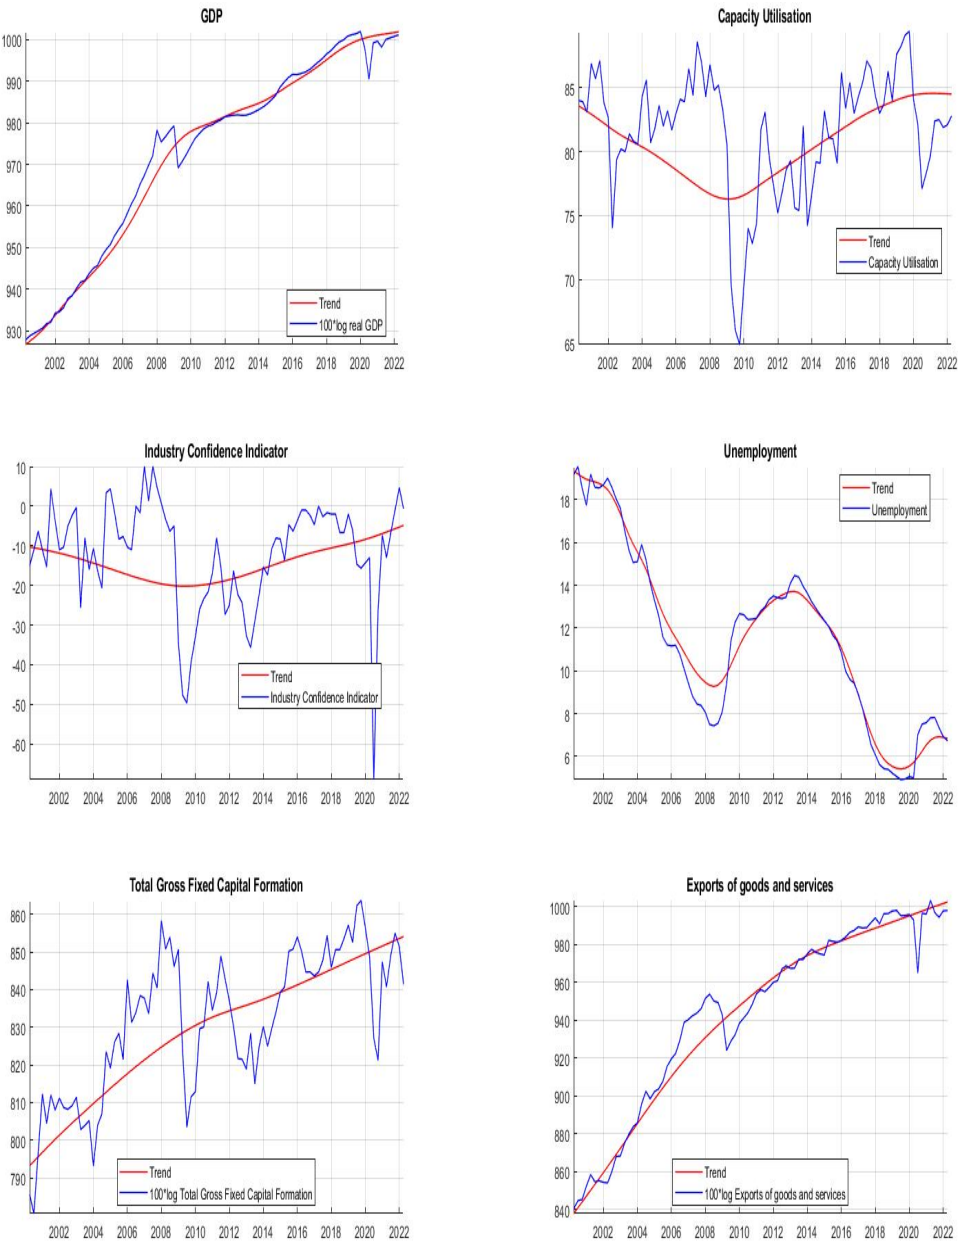 GDP
1000
990
980
970
960
950
940
930
Trend
100*log real GDP
2002 2004 2006 2008 2010 2012 2014 2016 2018 2020 2022
Capacity Utilisation
85
80
75
70
65
Trend
Capacity Utilisation
2002 2004 2006 2008 2010 2012 2014 2016 2018 2020 2022
Industry Confidence Indicator
10
0
-10
-20
-30
-40
-50
-60
Trend
Industry Confidence Indicator
2002 2004 2006 2008 2010 2012 2014 2016 2018 2020 2022
Unemployment
18
16
14
12
10
8
6
Trend
Unemployment
2002 2004 2006 2008 2010 2012 2014 2016 2018 2020 2022
Total Gross Fixed Capital Formation
860
850
840
830
820
810
800
790
Trend
100*log Total Gross Fixed Capital Formation
2002 2004 2006 2008 2010 2012 2014 2016 2018 2020 2022
Exports of goods and services
1000
980
960
940
920
900
880
860
840
Trend
100*log Exports of goods and services
2002 2004 2006 2008 2010 2012 2014 2016 2018 2020 2022